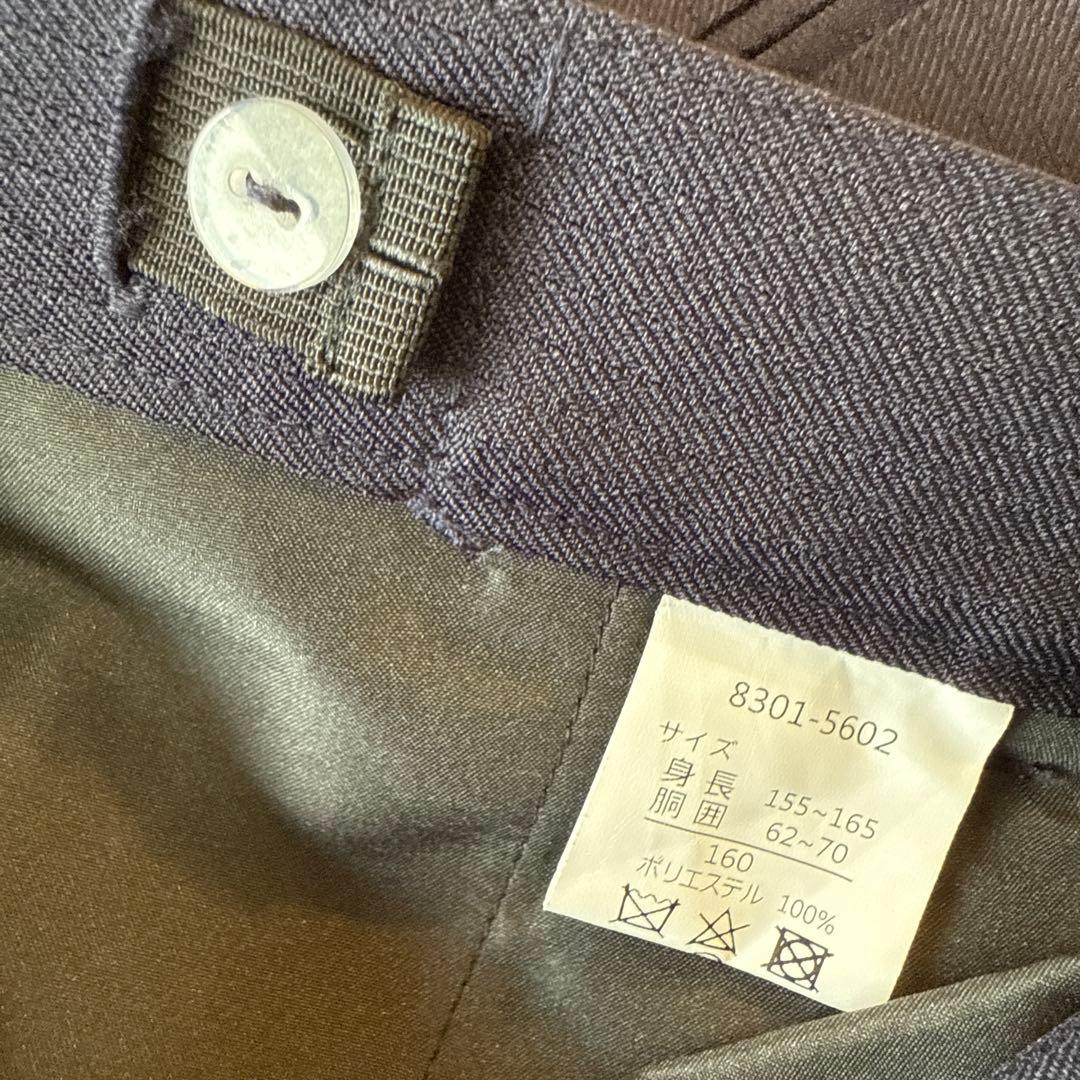 8301-5602
サイズ
身長 155~165
胴囲 62~70
160
ポリエステル 100%